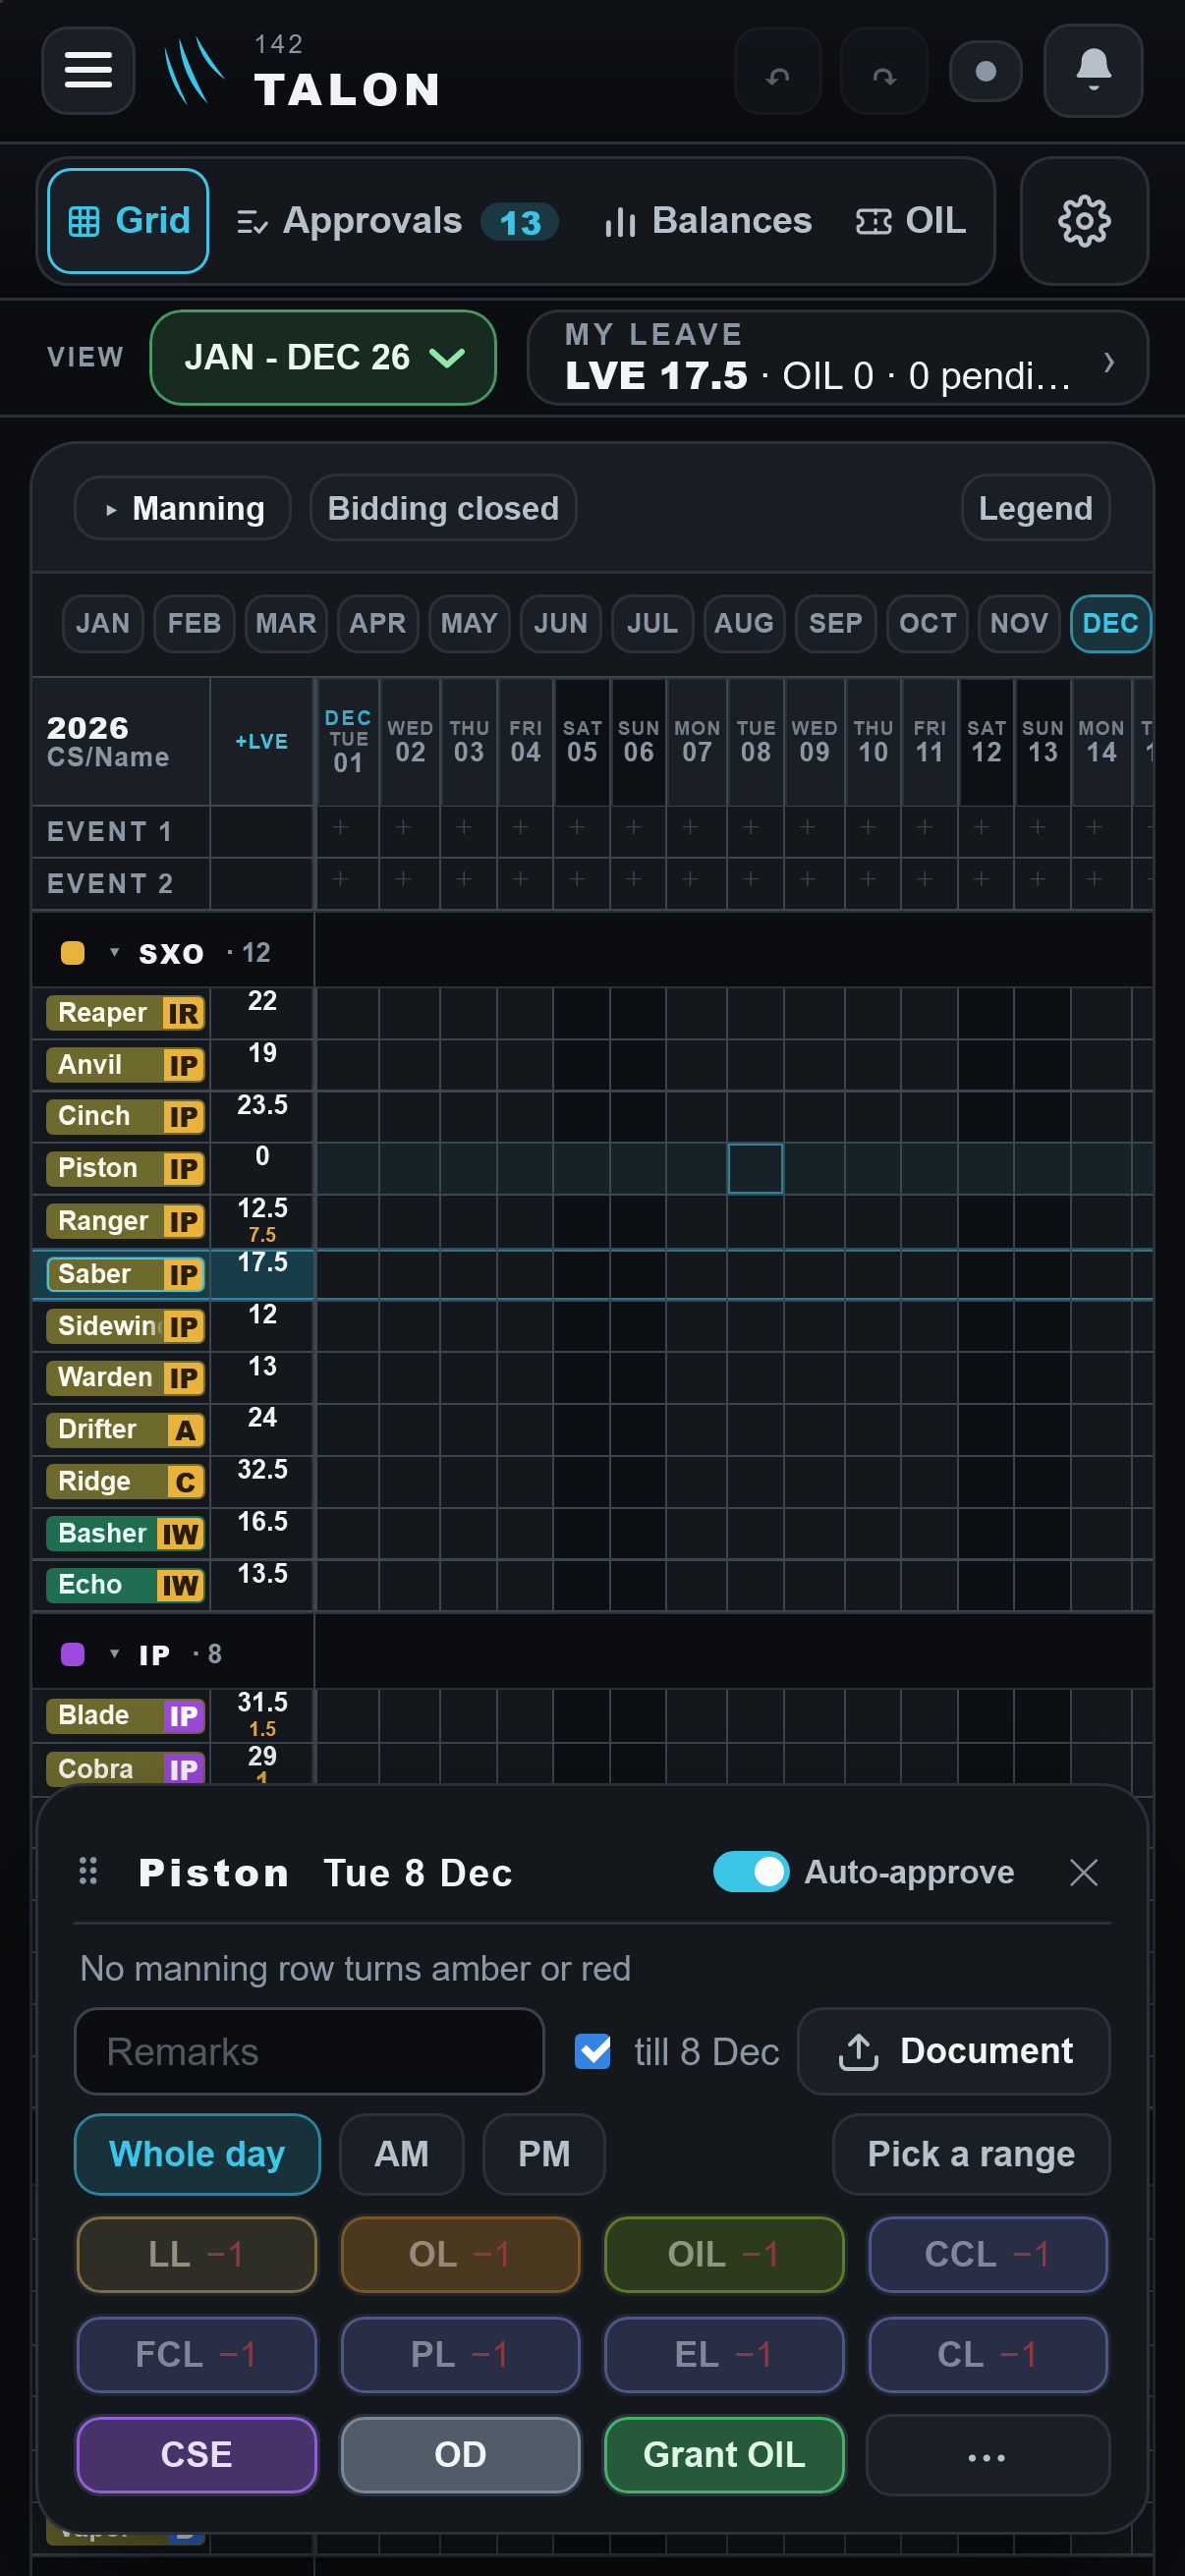 142
TALON
Grid Approvals 13 Balances OIL
VIEW JAN - DEC 26
MY LEAVE
LVE 17.5 · OIL 0 · 0 pendi… ›
▸ Manning Bidding closed Legend
JAN FEB MAR APR MAY JUN JUL AUG SEP OCT NOV DEC
2026
CS/Name
+LVE
DEC
TUE WED THU FRI SAT SUN MON TUE WED THU FRI SAT SUN MON
01 02 03 04 05 06 07 08 09 10 11 12 13 14
EVENT 1 + + + + + + + + + + + + + +
EVENT 2 + + + + + + + + + + + + + +
▾ SXO · 12
Reaper IR 22
Anvil IP 19
Cinch IP 23.5
Piston IP 0
Ranger IP 12.5
7.5
Saber IP 17.5
Sidewin IP 12
Warden IP 13
Drifter A 24
Ridge C 32.5
Basher IW 16.5
Echo IW 13.5
▾ IP · 8
Blade IP 31.5
1.5
Cobra IP 29
1
Piston Tue 8 Dec Auto-approve
No manning row turns amber or red
Remarks till 8 Dec Document
Whole day AM PM Pick a range
LL −1 OL −1 OIL −1 CCL −1
FCL −1 PL −1 EL −1 CL −1
CSE OD Grant OIL ...